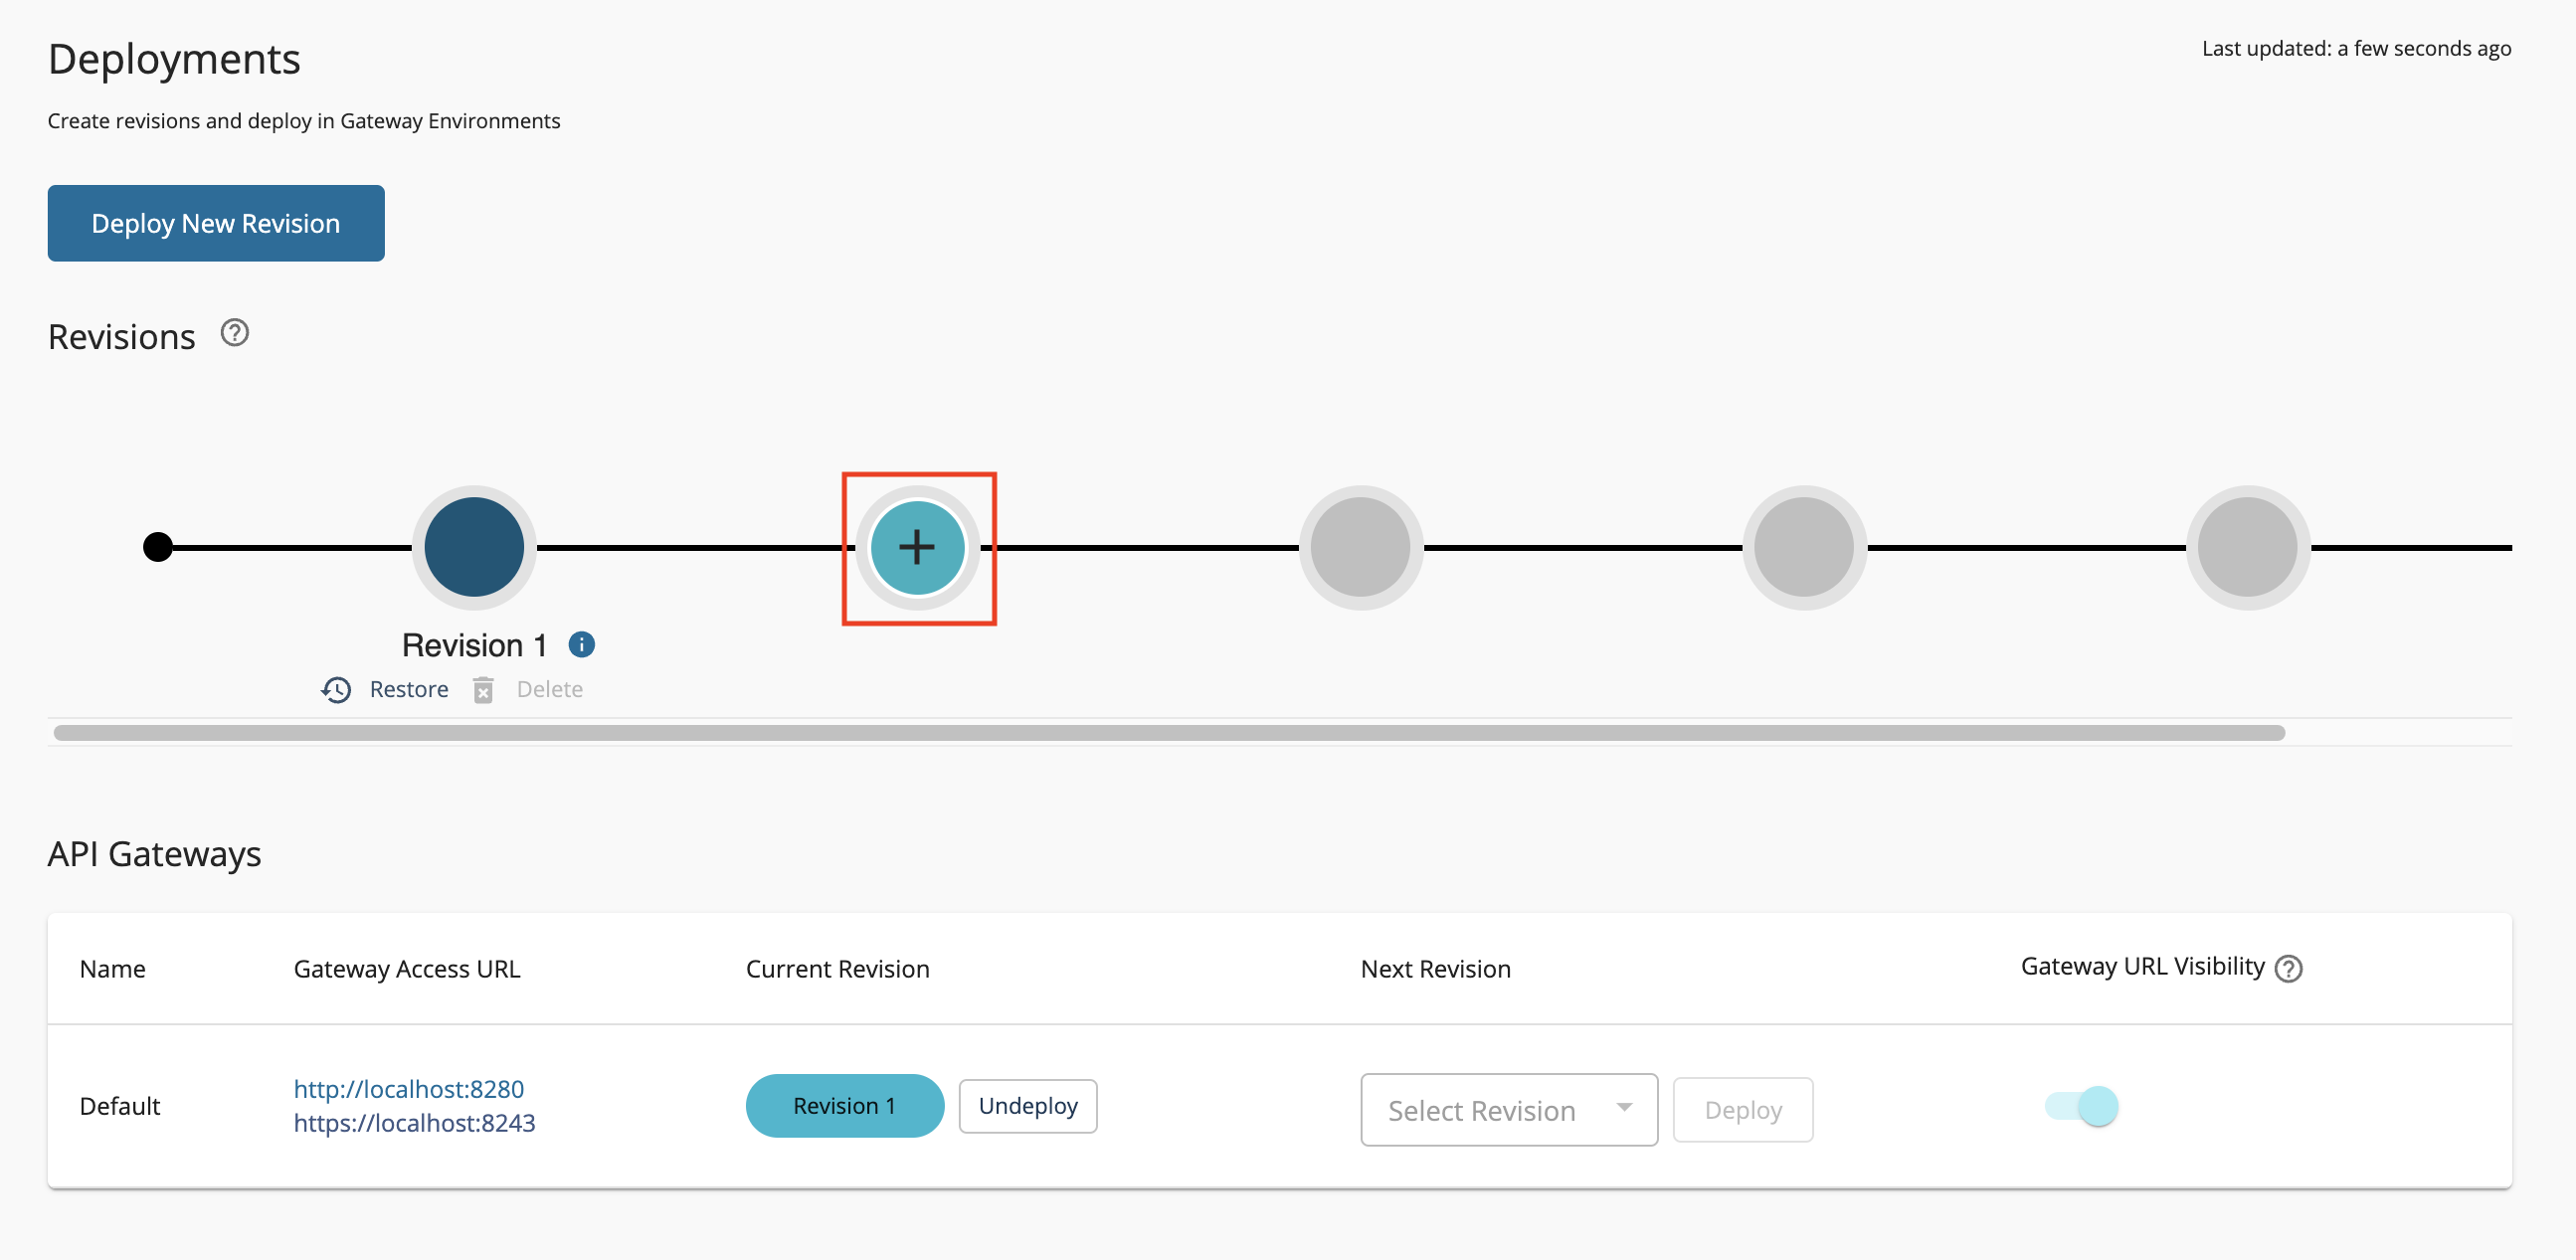 Deployments
Last updated: a few seconds ago
Create revisions and deploy in Gateway Environments
Deploy New Revision
Revisions
Revision 1
Restore Delete
API Gateways
Name Gateway Access URL Current Revision Next Revision Gateway URL Visibility
Default
http://localhost:8280
https://localhost:8243
Revision 1 Undeploy Select Revision Deploy